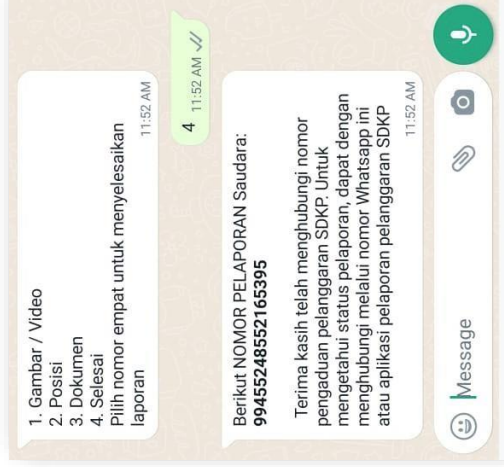 1. Gambar / Video
2. Posisi
3. Dokumen
4. Selesai
Pilih nomor empat untuk menyelesaikan
laporan
11:52 AM
4 11:52 AM
Berikut NOMOR PELAPORAN Saudara:
99455248552165395
Terima kasih telah menghubungi nomor
pengaduan pelanggaran SDKP. Untuk
mengetahui status pelaporan, dapat dengan
menghubungi melalui nomor Whatsapp ini
atau aplikasi pelaporan pelanggaran SDKP
11:52 AM
Message